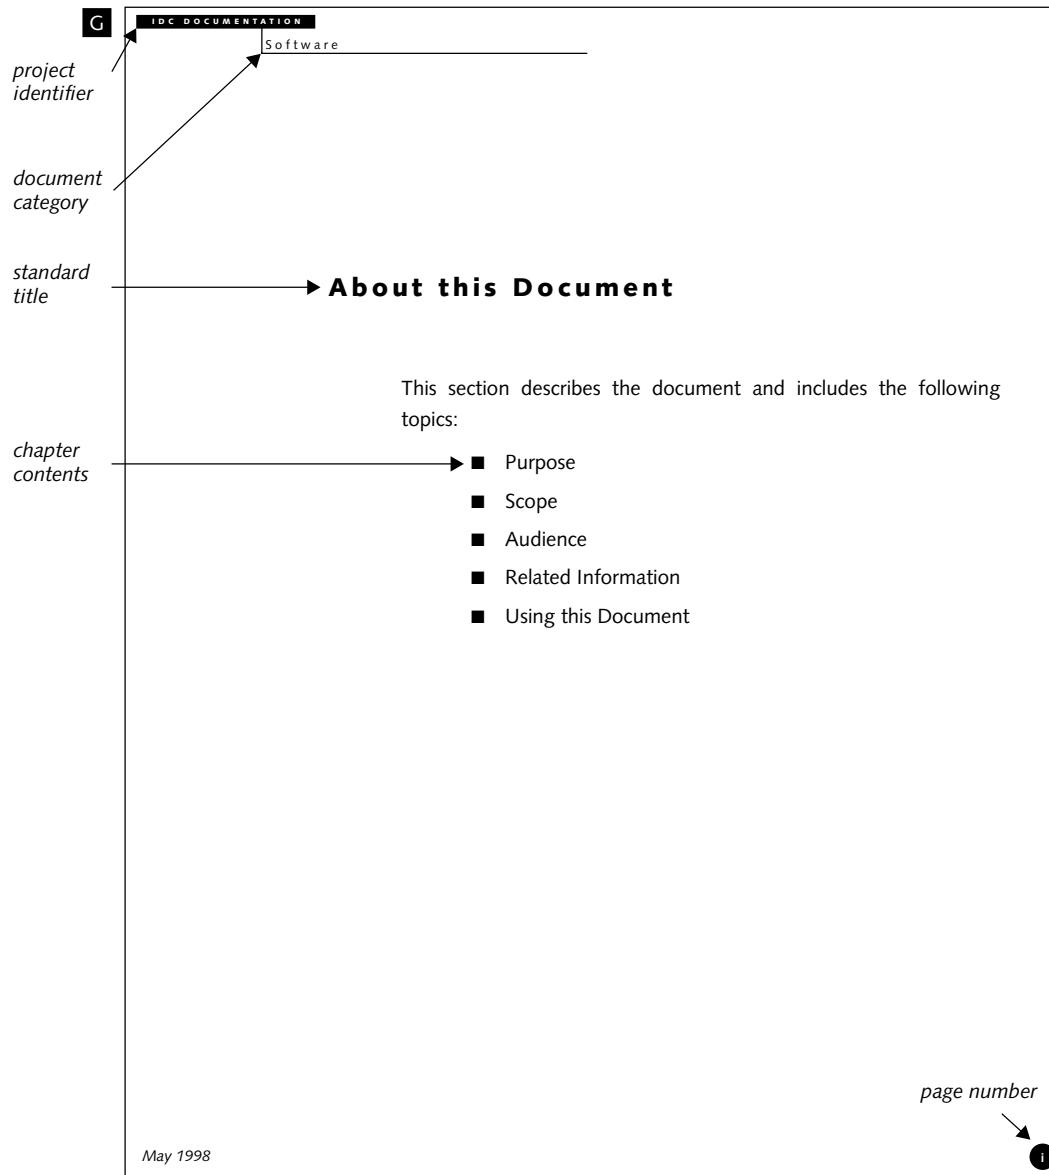 G
IDC DOCUMENTATION
Software
project
identifier
document
category
standard
title
About this Document
This section describes the document and includes the following
topics:
chapter
contents
■ Purpose
■ Scope
■ Audience
■ Related Information
■ Using this Document
page number
May 1998
i